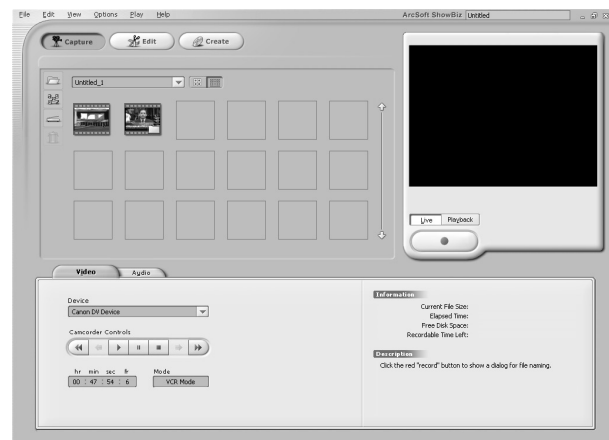 File Edit View Options Play Help
ArcSoft ShowBiz Untitled
Capture Edit Create
Untitled_1
Live Playback
Video Audio
Device
Canon DV Device
Camcorder Controls
hr min sec fr Mode
00 : 47 : 54 : 6 VCR Mode
Information
Current File Size:
Elapsed Time:
Free Disk Space:
Recordable Time Left:
Description
Click the red "record" button to show a dialog for file naming.